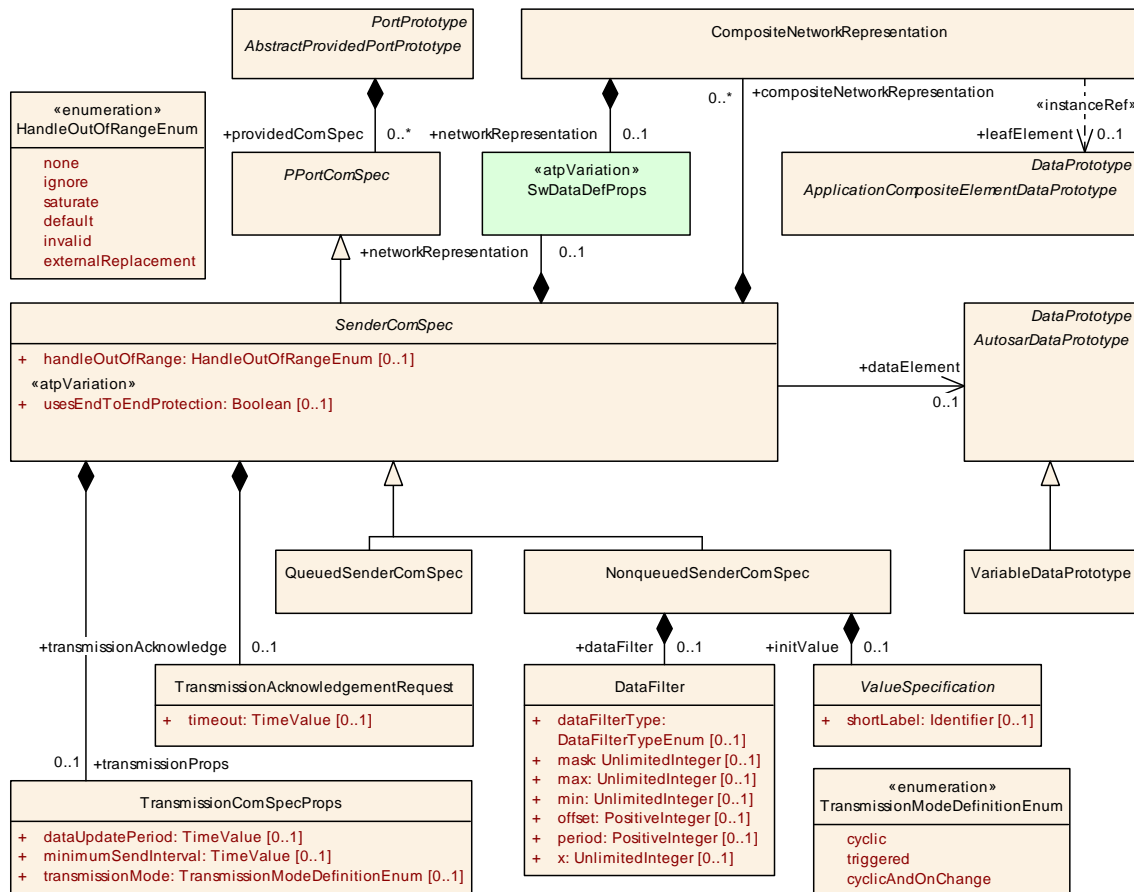 PortPrototype
AbstractProvidedPortPrototype
CompositeNetworkRepresentation
«enumeration»
HandleOutOfRangeEnum
none
ignore
saturate
default
invalid
externalReplacement
+providedComSpec
0..*
+networkRepresentation
0..1
0..*
+compositeNetworkRepresentation
«instanceRef»
+leafElement
0..1
PPortComSpec
«atpVariation»
SwDataDefProps
DataPrototype
ApplicationCompositeElementDataPrototype
+networkRepresentation
0..1
SenderComSpec
+ handleOutOfRange: HandleOutOfRangeEnum [0..1]
«atpVariation»
+ usesEndToEndProtection: Boolean [0..1]
+dataElement
0..1
DataPrototype
AutosarDataPrototype
QueuedSenderComSpec
NonqueuedSenderComSpec
VariableDataPrototype
+transmissionAcknowledge
0..1
+dataFilter
0..1
+initValue
0..1
TransmissionAcknowledgementRequest
+ timeout: TimeValue [0..1]
DataFilter
+ dataFilterType:
DataFilterTypeEnum [0..1]
+ mask: UnlimitedInteger [0..1]
+ max: UnlimitedInteger [0..1]
+ min: UnlimitedInteger [0..1]
+ offset: PositiveInteger [0..1]
+ period: PositiveInteger [0..1]
+ x: UnlimitedInteger [0..1]
ValueSpecification
+ shortLabel: Identifier [0..1]
0..1
+transmissionProps
TransmissionComSpecProps
+ dataUpdatePeriod: TimeValue [0..1]
+ minimumSendInterval: TimeValue [0..1]
+ transmissionMode: TransmissionModeDefinitionEnum [0..1]
«enumeration»
TransmissionModeDefinitionEnum
cyclic
triggered
cyclicAndOnChange